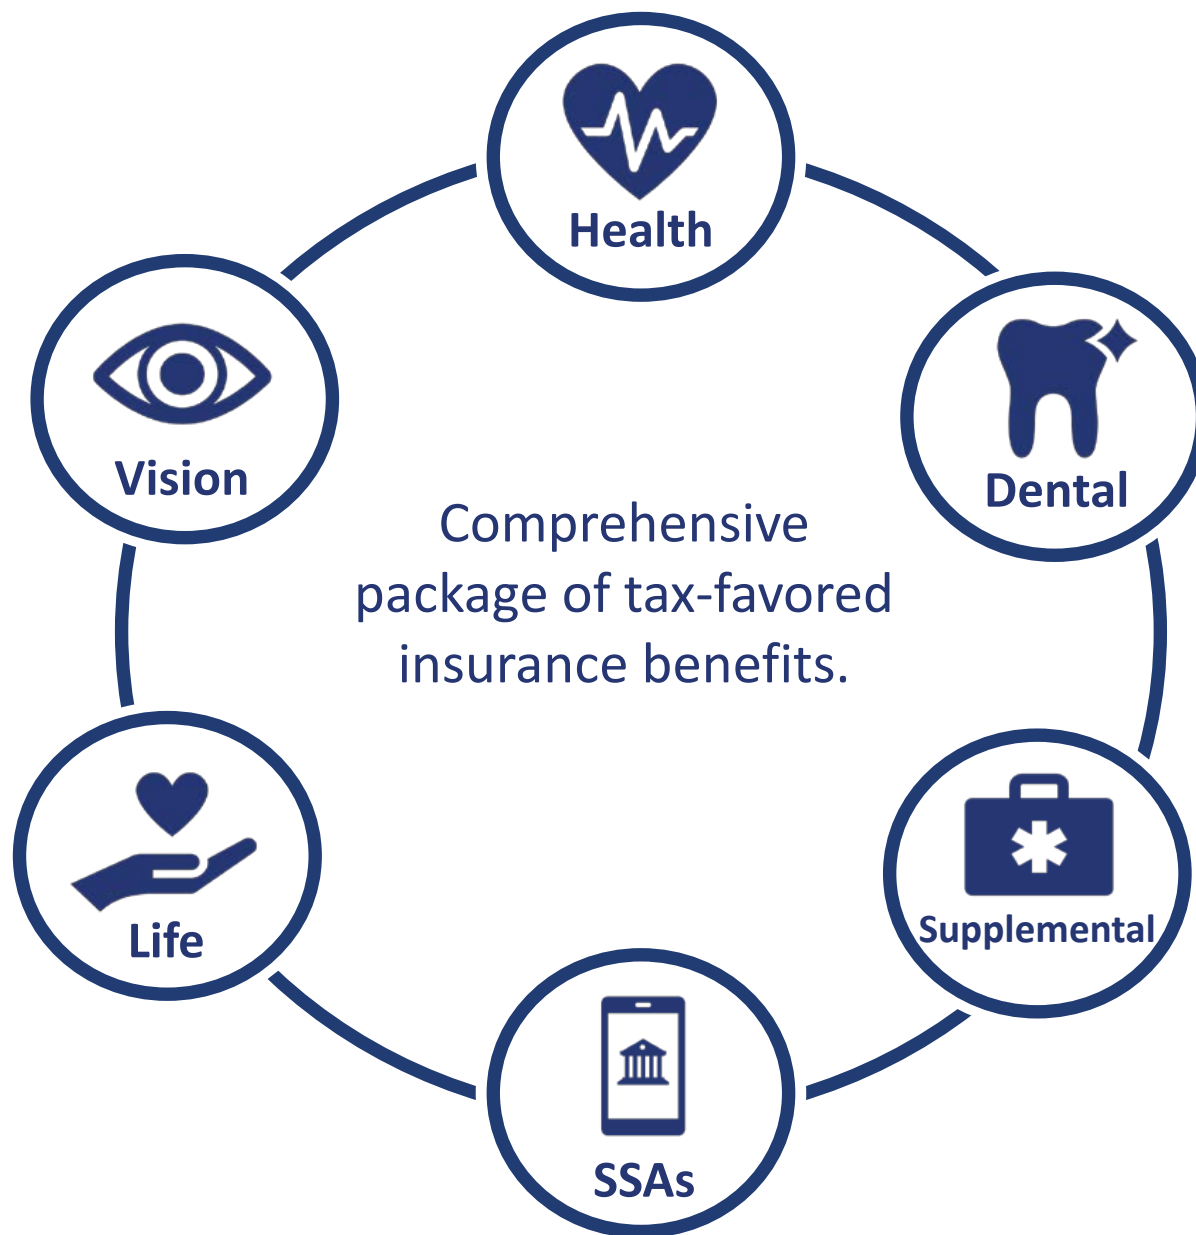 Health
Dental
Supplemental
SSAs
Life
Vision
Comprehensive
package of tax-favored
insurance benefits.